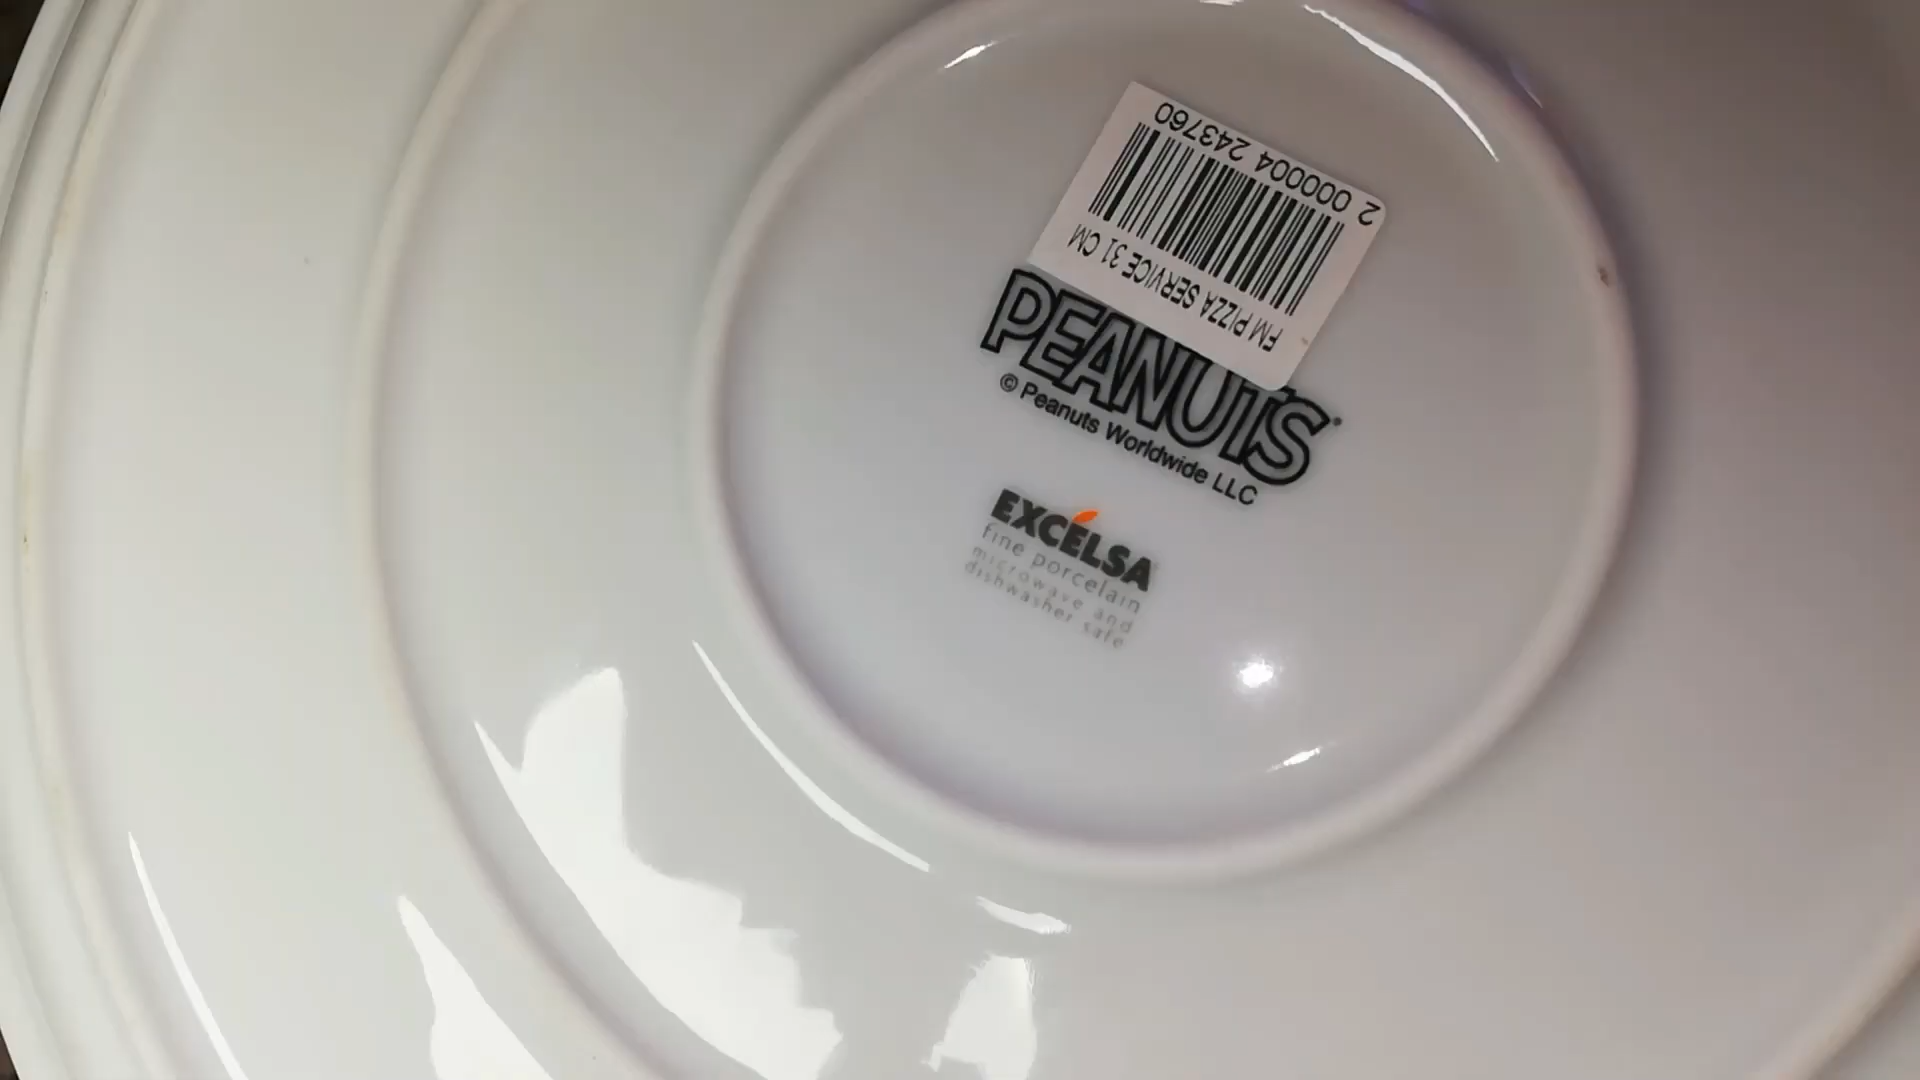 FM PIZZA SERVICE 31 CM
2 000004 243760
PEANUTS
© Peanuts Worldwide LLC
EXCÉLSA
fine porcelain
microwave and
dishwasher safe